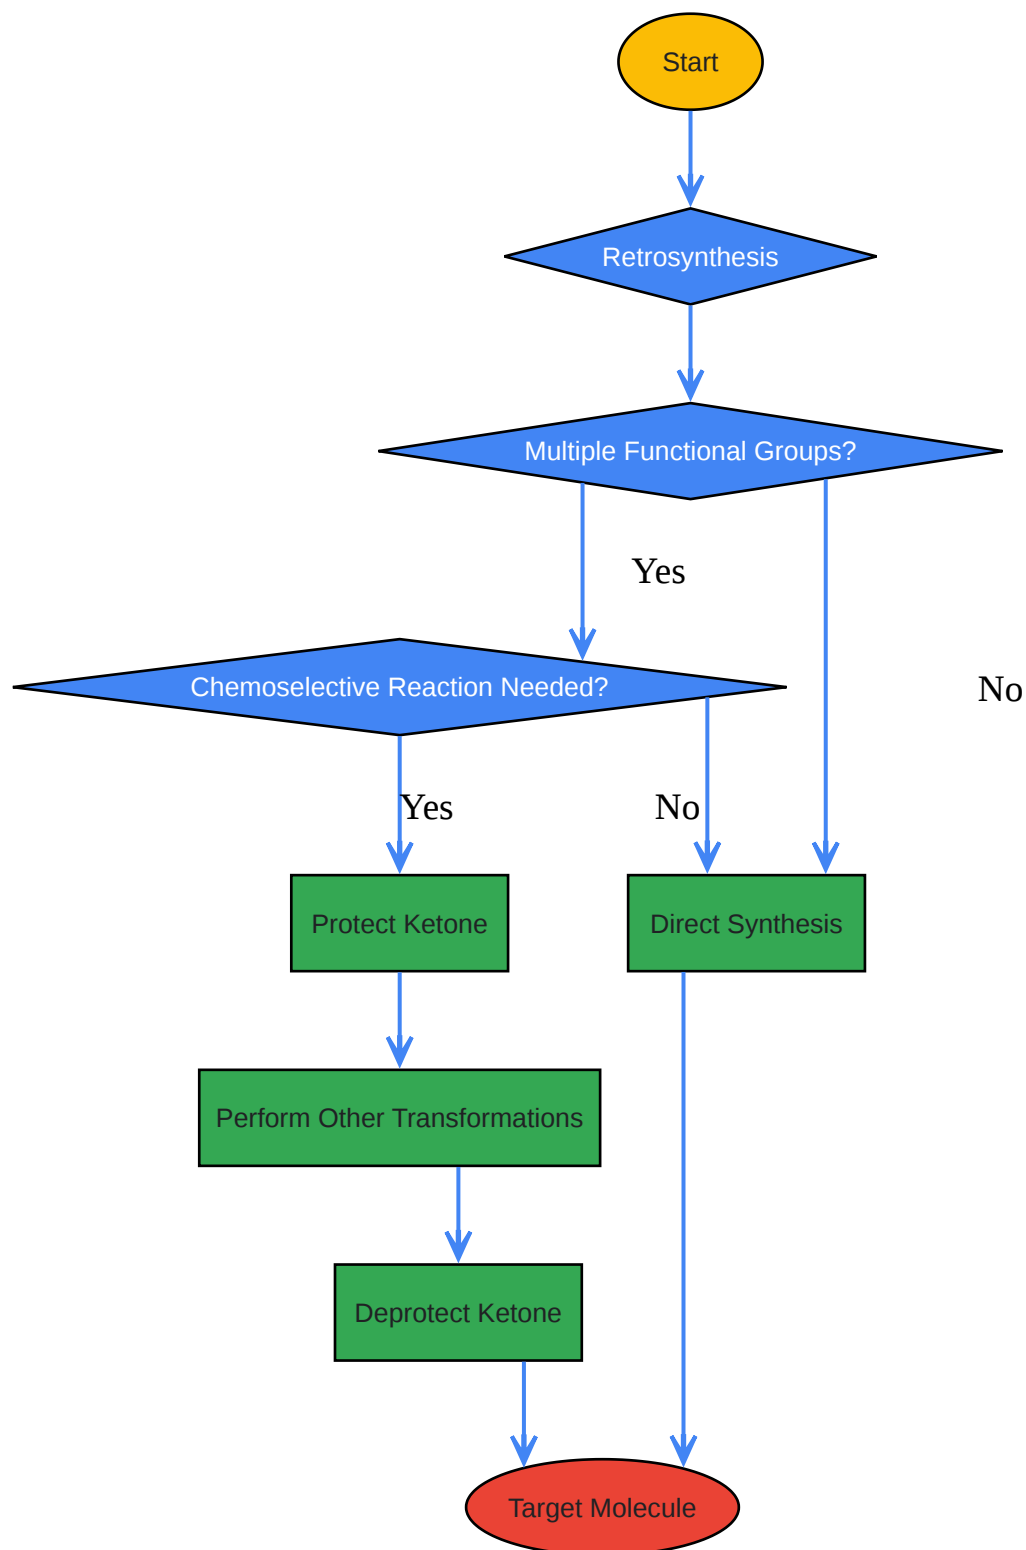 Start
Retrosynthesis
Multiple Functional Groups?
Yes
Chemoselective Reaction Needed?
No
Yes
No
Protect Ketone
Direct Synthesis
Perform Other Transformations
Deprotect Ketone
Target Molecule